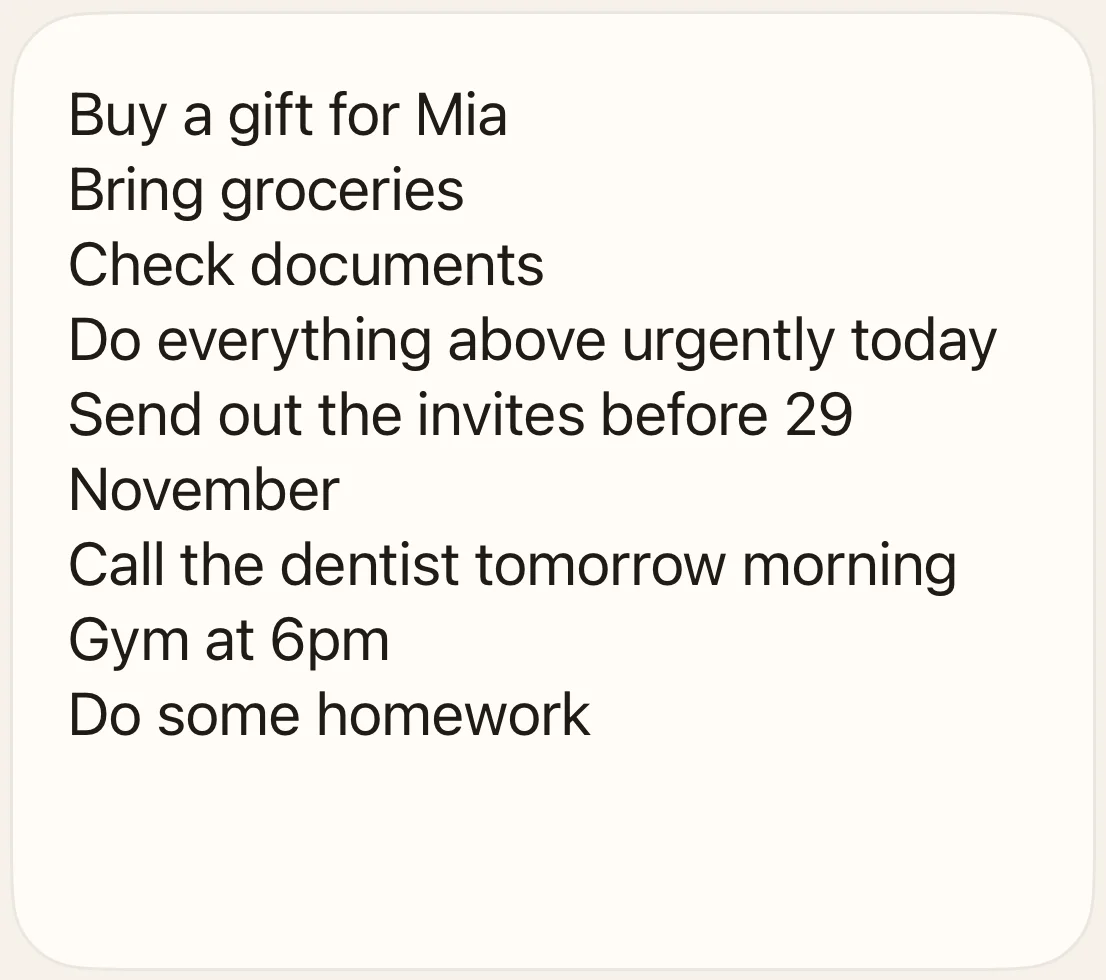 Buy a gift for Mia
Bring groceries
Check documents
Do everything above urgently today
Send out the invites before 29
November
Call the dentist tomorrow morning
Gym at 6pm
Do some homework